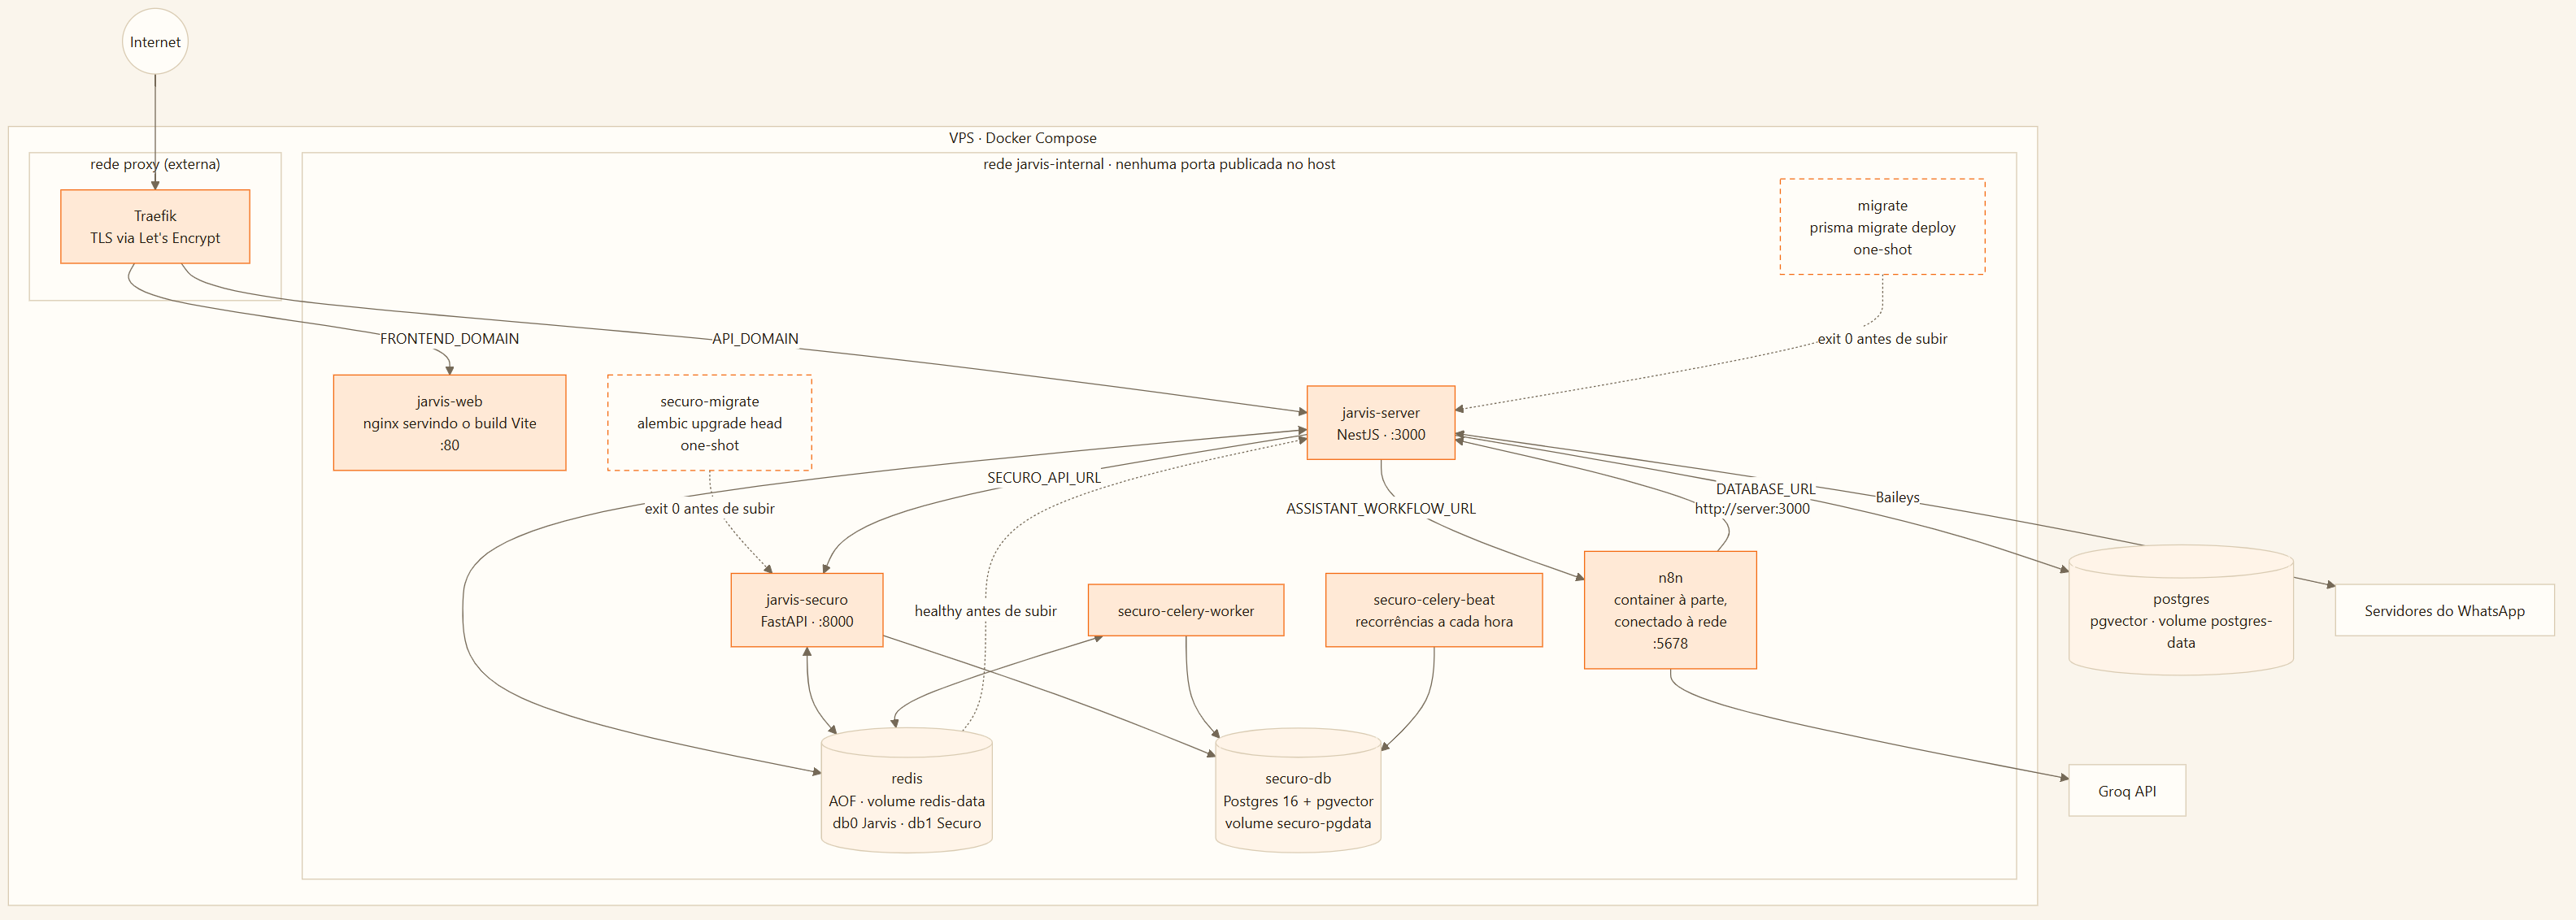 Internet
VPS · Docker Compose
rede proxy (externa)
rede jarvis-internal · nenhuma porta publicada no host
Traefik
TLS via Let's Encrypt
migrate
prisma migrate deploy
one-shot
FRONTEND_DOMAIN
API_DOMAIN
exit 0 antes de subir
jarvis-web
nginx servindo o build Vite
:80
securo-migrate
alembic upgrade head
one-shot
jarvis-server
NestJS · :3000
SECURO_API_URL
exit 0 antes de subir
ASSISTANT_WORKFLOW_URL
DATABASE_URL
http://server:3000
Baileys
jarvis-securo
FastAPI · :8000
healthy antes de subir
securo-celery-worker
securo-celery-beat
recorrências a cada hora
n8n
container à parte,
conectado à rede
:5678
postgres
pgvector · volume postgres-
data
Servidores do WhatsApp
redis
AOF · volume redis-data
db0 Jarvis · db1 Securo
securo-db
Postgres 16 + pgvector
volume securo-pgdata
Groq API